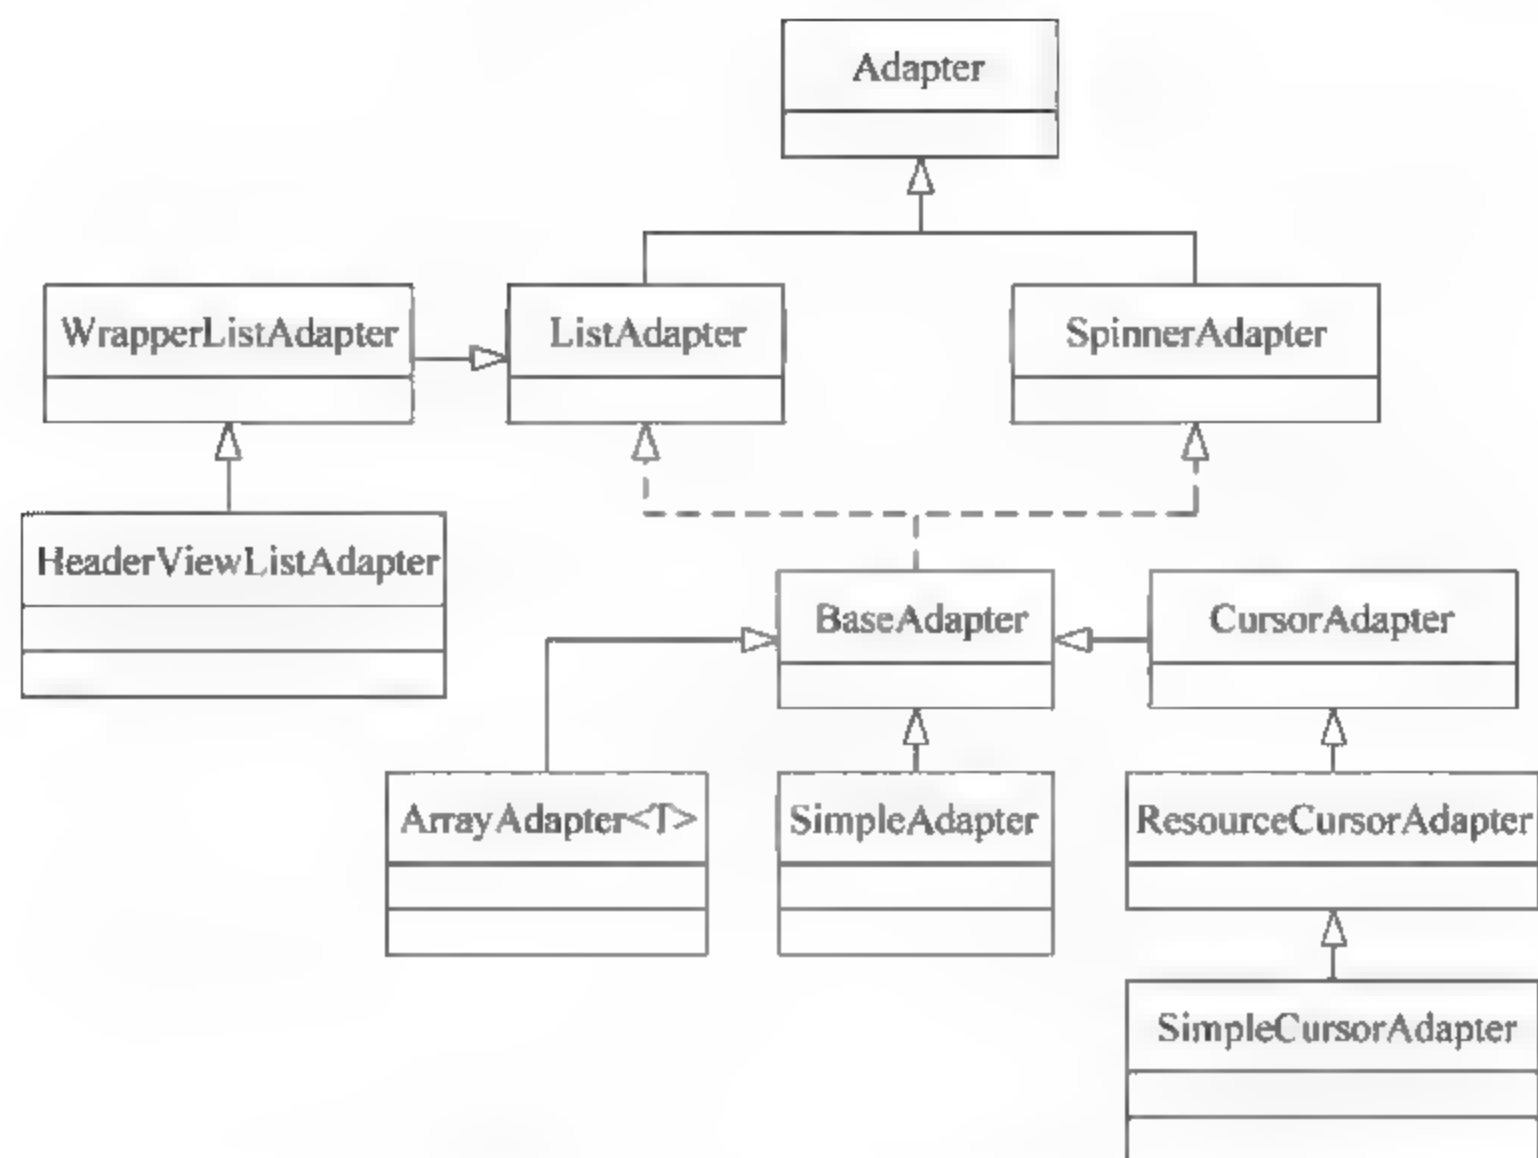 Adapter
WrapperListAdapter
ListAdapter
SpinnerAdapter
HeaderViewListAdapter
BaseAdapter
CursorAdapter
ArrayAdapter<T>
SimpleAdapter
ResourceCursorAdapter
SimpleCursorAdapter